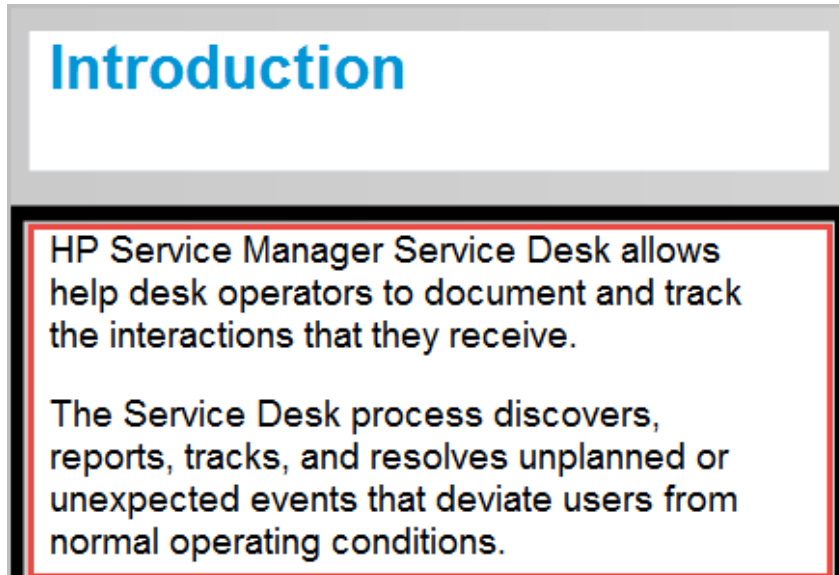 Introduction
HP Service Manager Service Desk allows
help desk operators to document and track
the interactions that they receive.
The Service Desk process discovers,
reports, tracks, and resolves unplanned or
unexpected events that deviate users from
normal operating conditions.